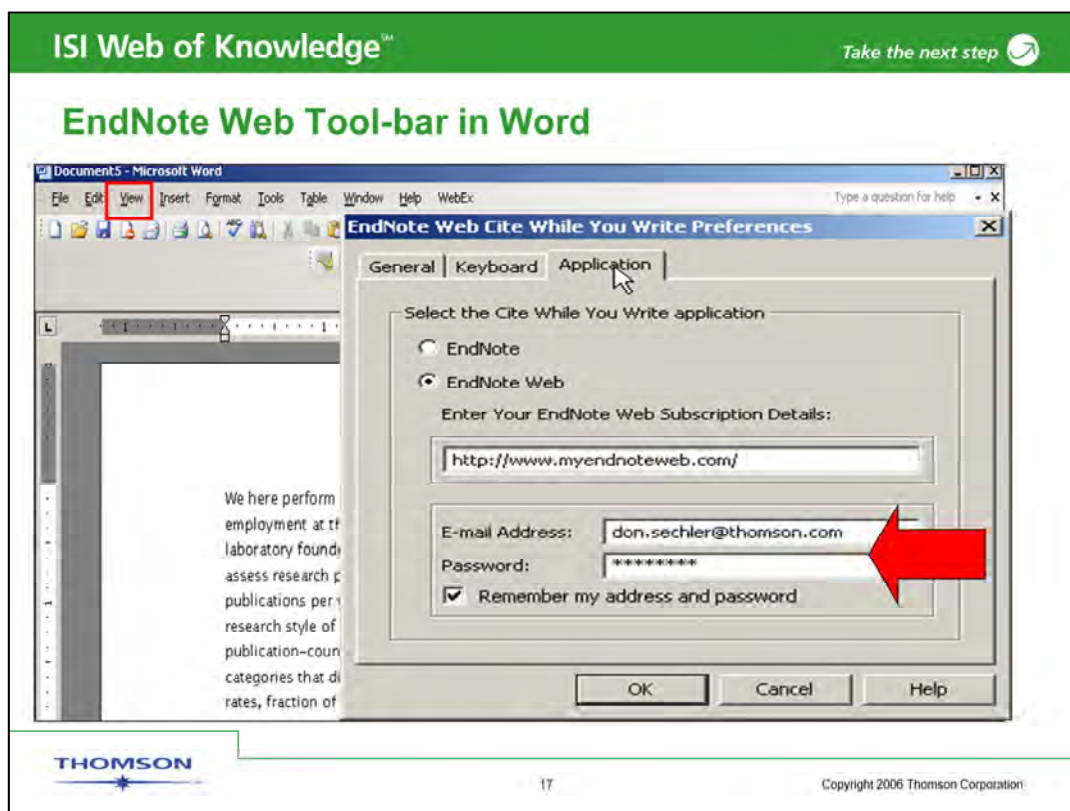 ISI Web of Knowledge℠
Take the next step
EndNote Web Tool-bar in Word
Document5 - Microsoft Word
File Edit View Insert Format Tools Table Window Help WebEx
Type a question for help
EndNote Web Cite While You Write Preferences
General Keyboard Application
Select the Cite While You Write application
EndNote
EndNote Web
Enter Your EndNote Web Subscription Details:
http://www.myendnoteweb.com/
E-mail Address: don.sechler@thomson.com
Password: ********
Remember my address and password
OK Cancel Help
We here perform
employment at
laboratory
assess research
publications per
research style of
publication-coun
categories that
rates, fraction of
THOMSON
17
Copyright 2006 Thomson Corporation